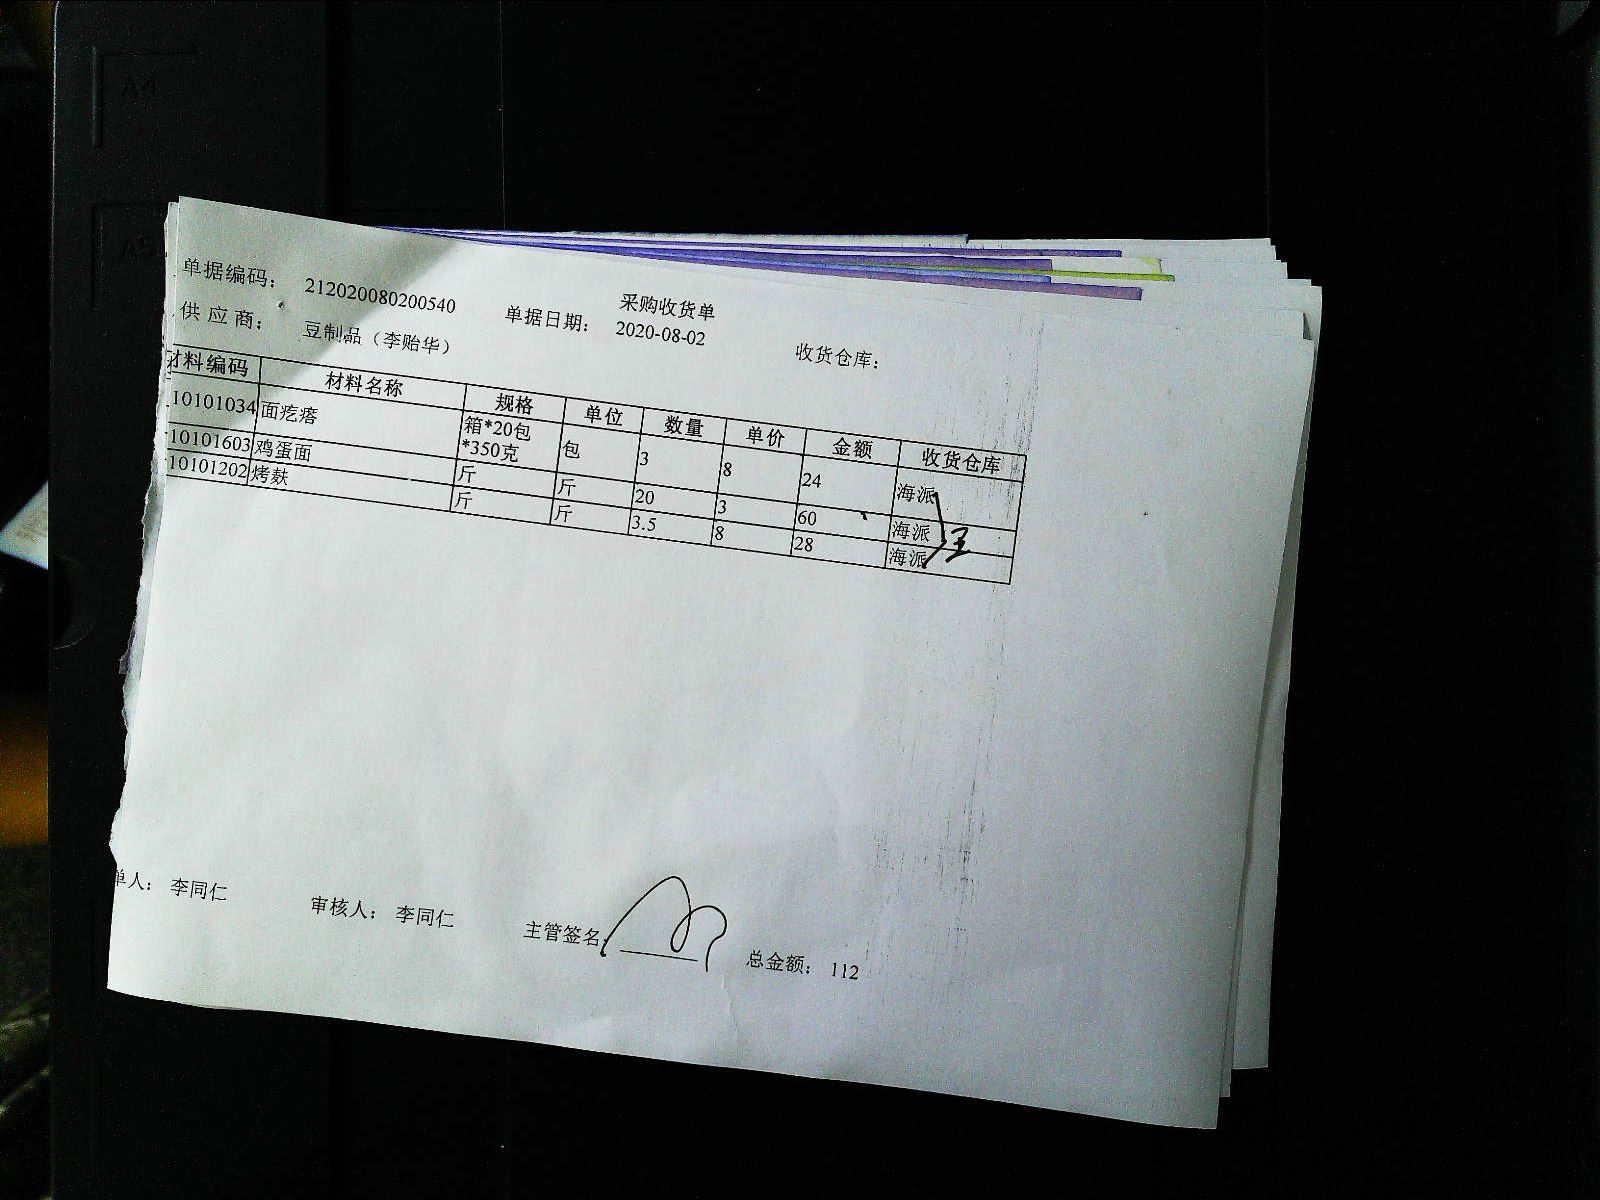 采购收货单
单据编码： 212020080200540 单据日期： 2020-08-02 收货仓库：
供应商： 豆制品（李贻华）
材料编码 材料名称 规格 单位 数量 单价 金额 收货仓库
10101034 面疙瘩 箱*20包*350克 包 3 8 24 海派
10101603 鸡蛋面 斤 斤 20 3 60 海派
10101202 烤麸 斤 斤 3.5 8 28 海派
单人： 李同仁 审核人： 李同仁 主管签名: 总金额： 112
A4
A3